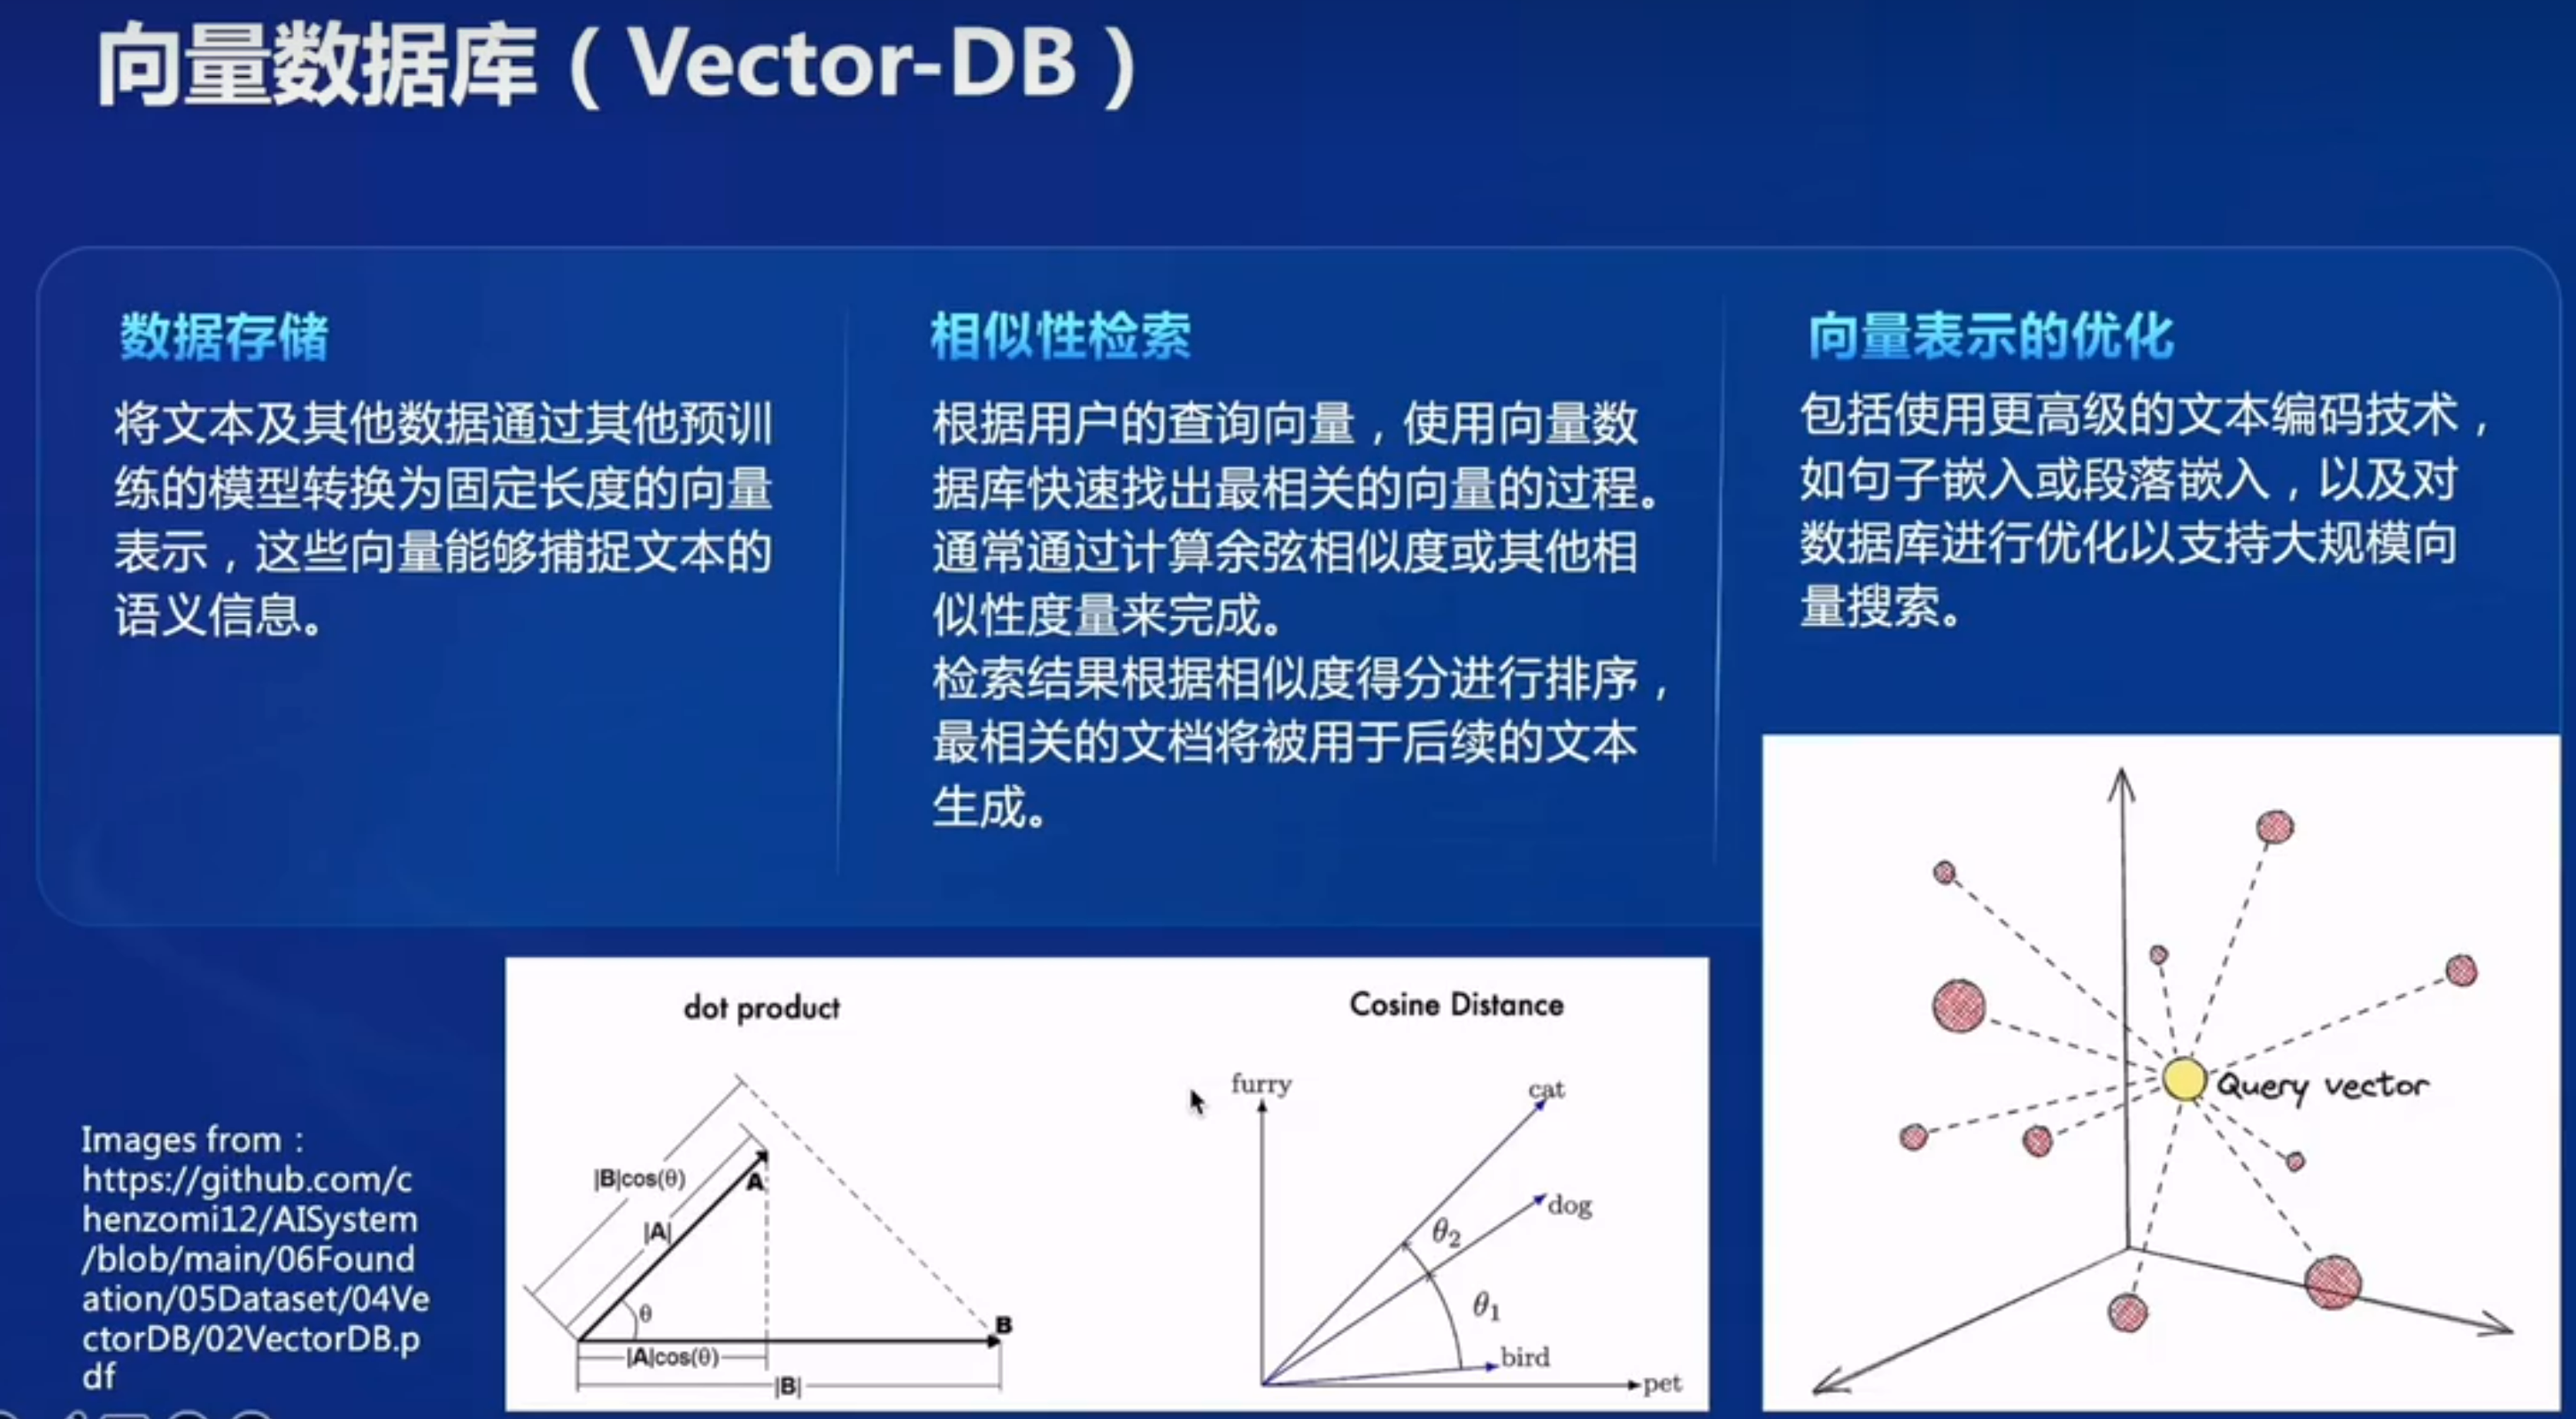 向量数据库（Vector-DB）
数据存储
将文本及其他数据通过其他预训
练的模型转换为固定长度的向量
表示，这些向量能够捕捉文本的
语义信息。
相似性检索
根据用户的查询向量，使用向量数
据库快速找出最相关的向量的过程。
通常通过计算余弦相似度或其他相
似性度量来完成。
检索结果根据相似度得分进行排序，
最相关的文档将被用于后续的文本
生成。
向量表示的优化
包括使用更高级的文本编码技术，
如句子嵌入或段落嵌入，以及对
数据库进行优化以支持大规模向
量搜索。
Images from：
https://github.com/c
henzomi12/AISystem
/blob/main/06Found
ation/05Dataset/04Ve
ctorDB/02VectorDB.p
df
dot product
|B|cos(θ)
A
|A|
θ
B
|A|cos(θ)
|B|
Cosine Distance
furry
cat
dog
θ2
θ1
bird
pet
Query vector